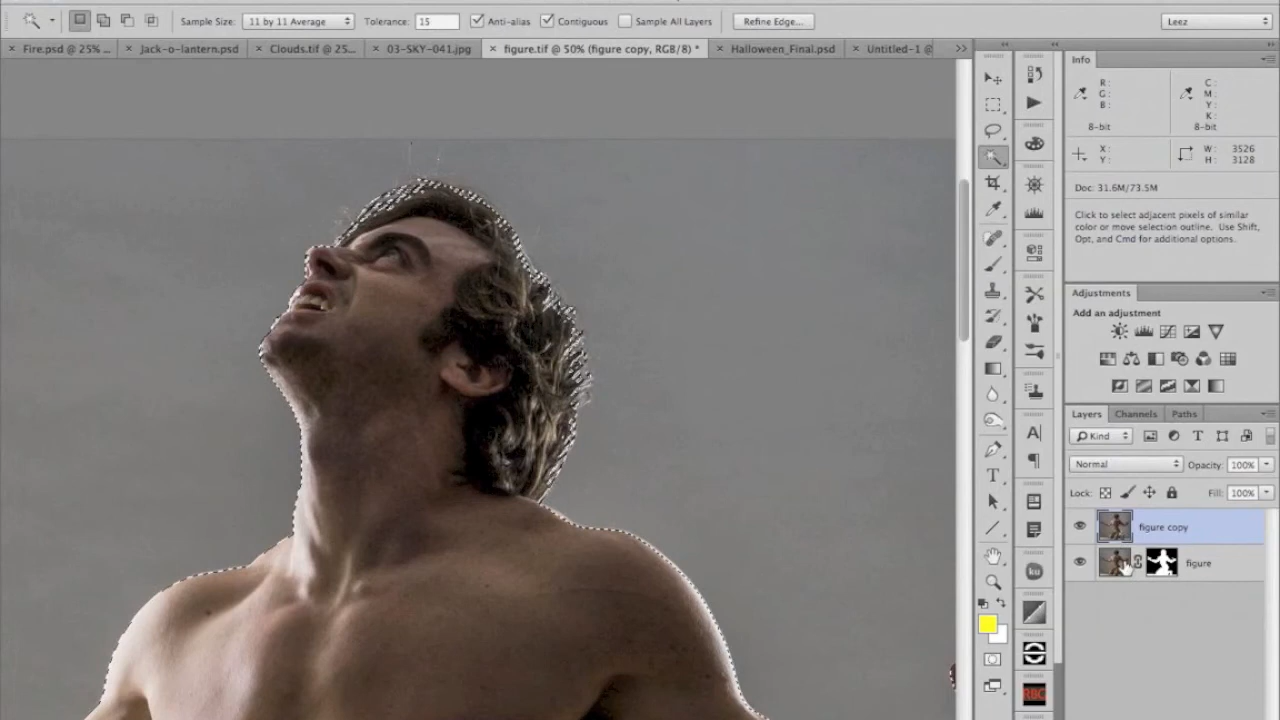 Sample Size: 11 by 11 Average Tolerance: 15 Anti-alias Contiguous Sample All Layers Refine Edge... Leez
× Fire.psd @ 25% ... × Jack-o-lantern.psd × Clouds.tif @ 25... × 03-SKY-041.jpg × figure.tif @ 50% (figure copy, RGB/8) * × Halloween_Final.psd × Untitled-1 @ >>
Info
R: C:
G: M:
B: Y:
K:
8-bit 8-bit
X: W: 3526
Y: H: 3128
Doc: 31.6M/73.5M
Click to select adjacent pixels of similar
color or move selection outline. Use Shift,
Opt, and Cmd for additional options.
Adjustments
Add an adjustment
Layers Channels Paths
Kind
Normal Opacity: 100%
Lock: Fill: 100%
figure copy
figure
ku
RBG